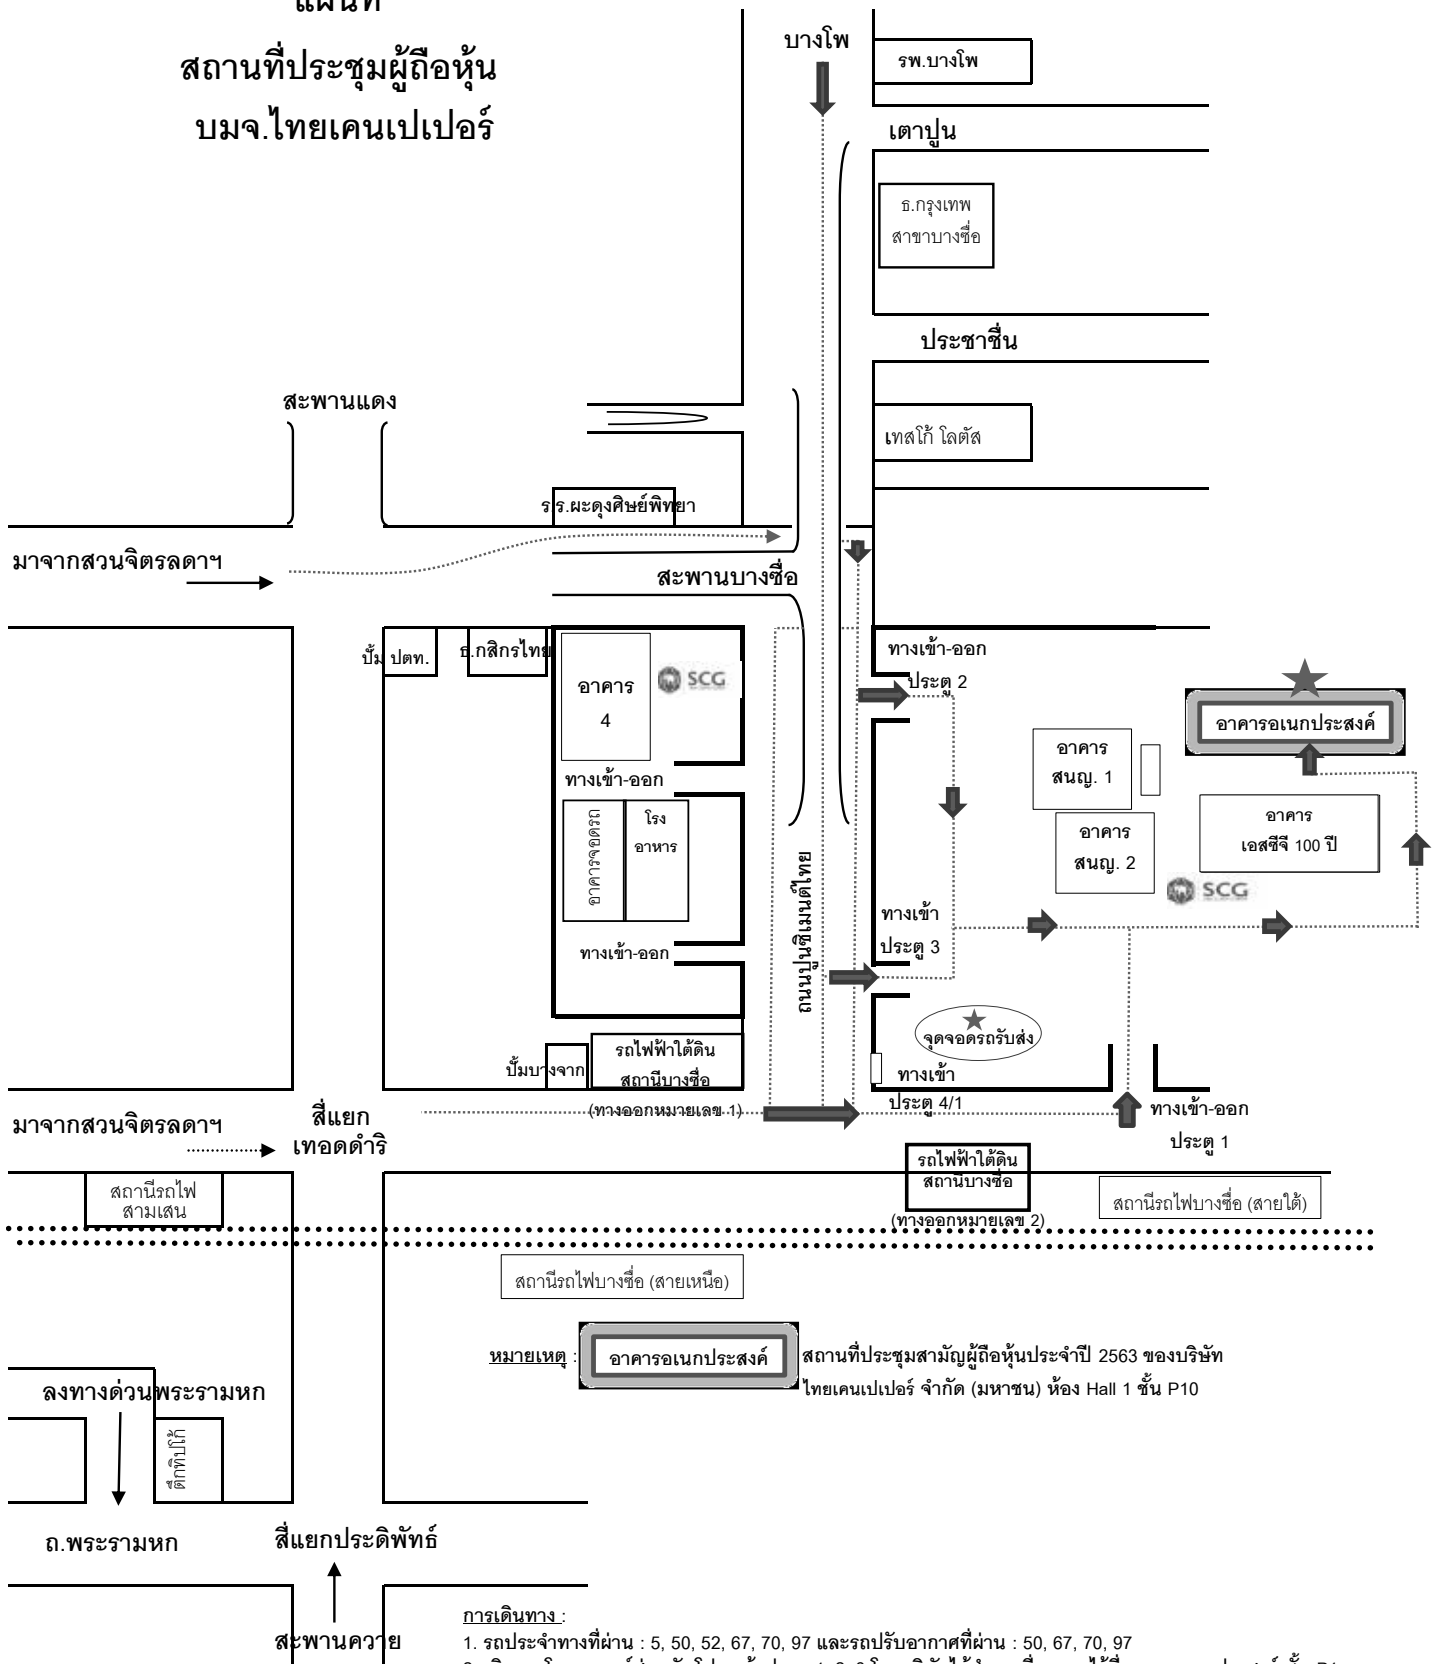 แผนที่
สถานที่ประชุมผู้ถือหุ้น
บมจ.ไทยเคนเปเปอร์
บางโพ
รพ.บางโพ
เตาปูน
ธ.กรุงเทพ
สาขาบางซื่อ
ประชาชื่น
สะพานแดง
เทสโก้ โลตัส
ร.ร.ผะดุงศิษย์พิทยา
มาจากสวนจิตรลดาฯ
สะพานบางซื่อ
ปั้ม ปตท.
ธ.กสิกรไทย
อาคาร
4
SCG
ทางเข้า-ออก
ประตู 2
อาคารอเนกประสงค์
อาคาร
สนญ. 1
ทางเข้า-ออก
อาคารจอดรถ
โรง
อาหาร
อาคาร
สนญ. 2
อาคาร
เอสซีจี 100 ปี
SCG
ถนนปูนซิเมนต์ไทย
ทางเข้า
ประตู 3
ทางเข้า-ออก
จุดจอดรถรับส่ง
รถไฟฟ้าใต้ดิน
สถานีบางซื่อ
(ทางออกหมายเลข 1)
ปั้มบางจาก
ทางเข้า
ประตู 4/1
ทางเข้า-ออก
ประตู 1
มาจากสวนจิตรลดาฯ
สี่แยก
เทอดดำริ
รถไฟฟ้าใต้ดิน
สถานีบางซื่อ
(ทางออกหมายเลข 2)
สถานีรถไฟ
สามเสน
สถานีรถไฟบางซื่อ (สายใต้)
สถานีรถไฟบางซื่อ (สายเหนือ)
หมายเหตุ :
อาคารอเนกประสงค์
สถานที่ประชุมสามัญผู้ถือหุ้นประจำปี 2563 ของบริษัท
ไทยเคนเปเปอร์ จำกัด (มหาชน) ห้อง Hall 1 ชั้น P10
ลงทางด่วนพระรามหก
ตึกทิปโก้
ถ.พระรามหก
สี่แยกประดิพัทธ์
สะพานควาย
การเดินทาง :
1. รถประจำทางที่ผ่าน : 5, 50, 52, 67, 70, 97 และรถปรับอากาศที่ผ่าน : 50, 67, 70, 97